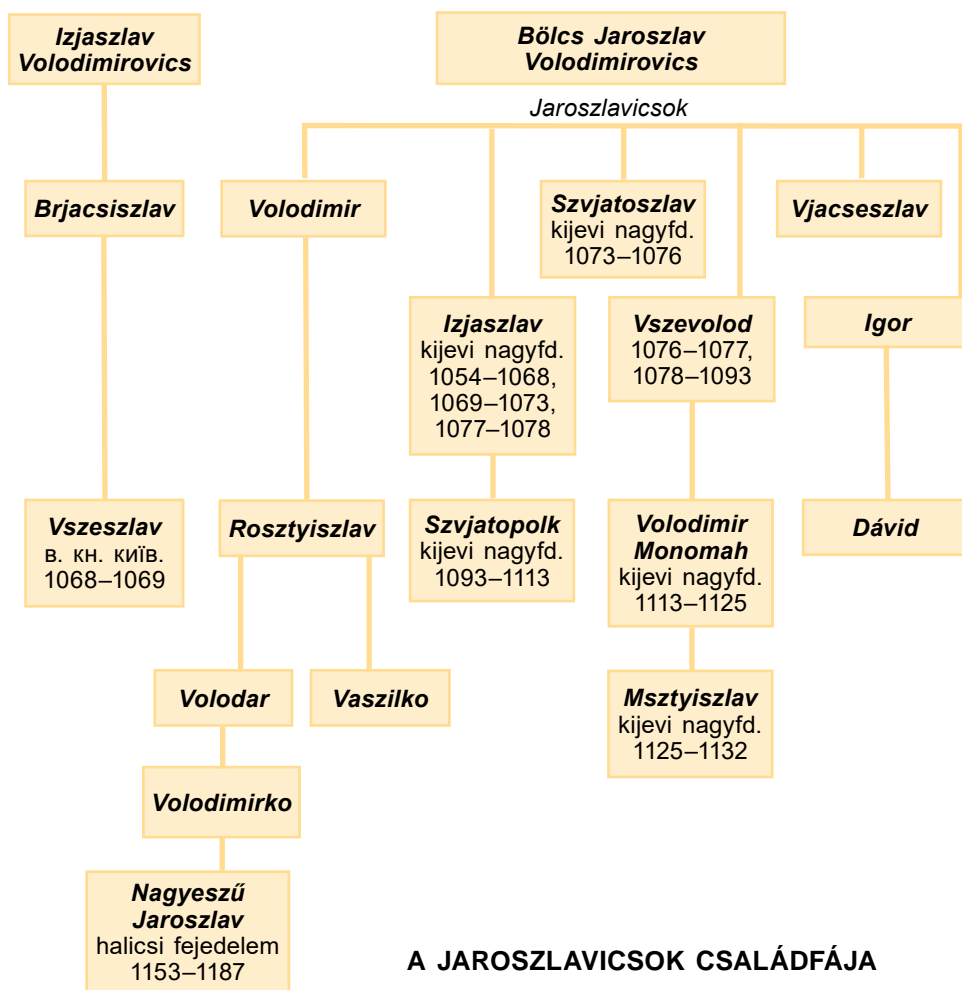 Izjaszlav
Volodimirovics
Bölcs Jaroszlav
Volodimirovics
Jaroszlavicsok
Brjacsiszlav
Volodimir
Szvjatoszlav
kijevi nagyfd.
1073–1076
Vjacseszlav
Izjaszlav
kijevi nagyfd.
1054–1068,
1069–1073,
1077–1078
Vszevolod
1076–1077,
1078–1093
Igor
Vszeszlav
в. кн. київ.
1068–1069
Rosztyiszlav
Szvjatopolk
kijevi nagyfd.
1093–1113
Volodimir
Monomah
kijevi nagyfd.
1113–1125
Dávid
Volodar
Vaszilko
Msztyiszlav
kijevi nagyfd.
1125–1132
Volodimirko
Nagyeszű
Jaroszlav
halicsi fejedelem
1153–1187
A JAROSZLAVICSOK CSALÁDFÁJA